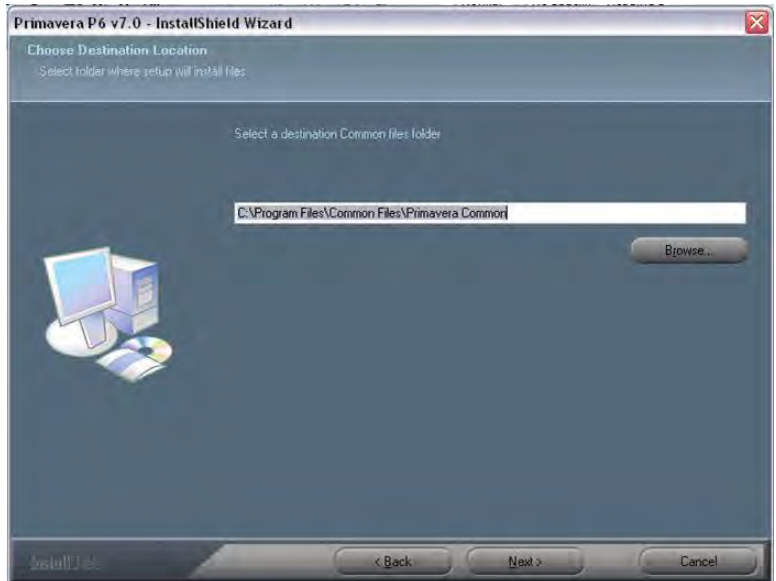 Primavera P6 v7.0 - InstallShield Wizard
Choose Destination Location
Select folder where setup will install files
Select a destination Common files folder
C:\Program Files\Common Files\Primavera Common
Browse...
InstallShield
< Back
Next >
Cancel